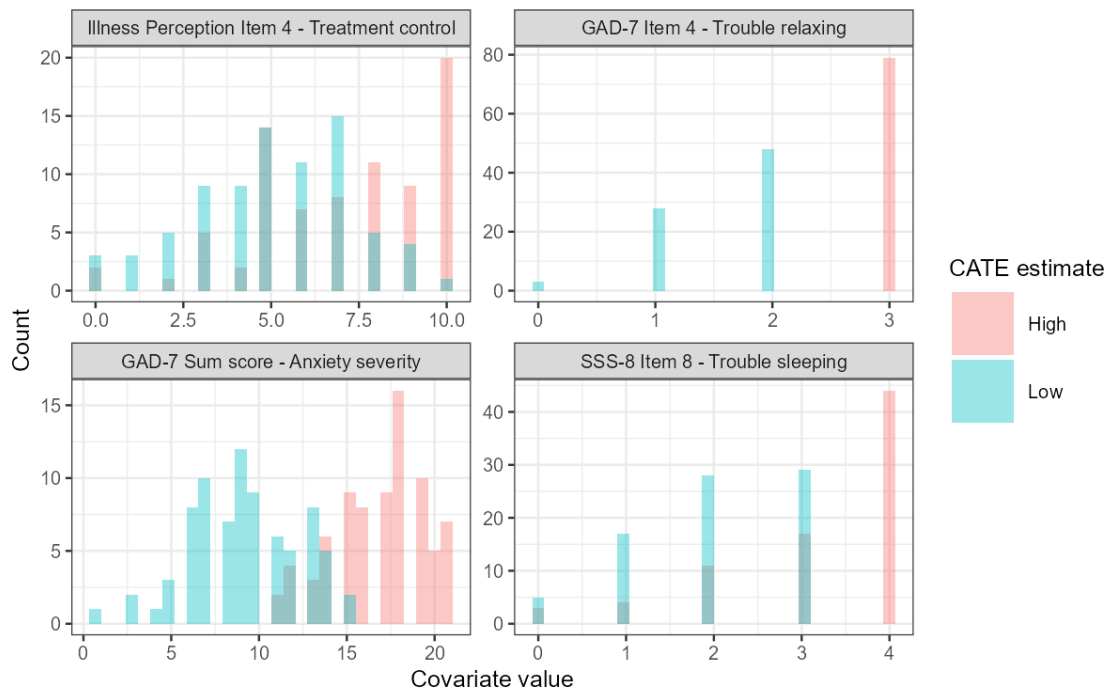 Illness Perception Item 4 - Treatment control
GAD-7 Item 4 - Trouble relaxing
20
15
10
5
0
0.0 2.5 5.0 7.5 10.0
80
60
40
20
0
0 1 2 3
GAD-7 Sum score - Anxiety severity
SSS-8 Item 8 - Trouble sleeping
15
10
5
0
0 5 10 15 20
40
30
20
10
0
0 1 2 3 4
Count
Covariate value
CATE estimate
High
Low